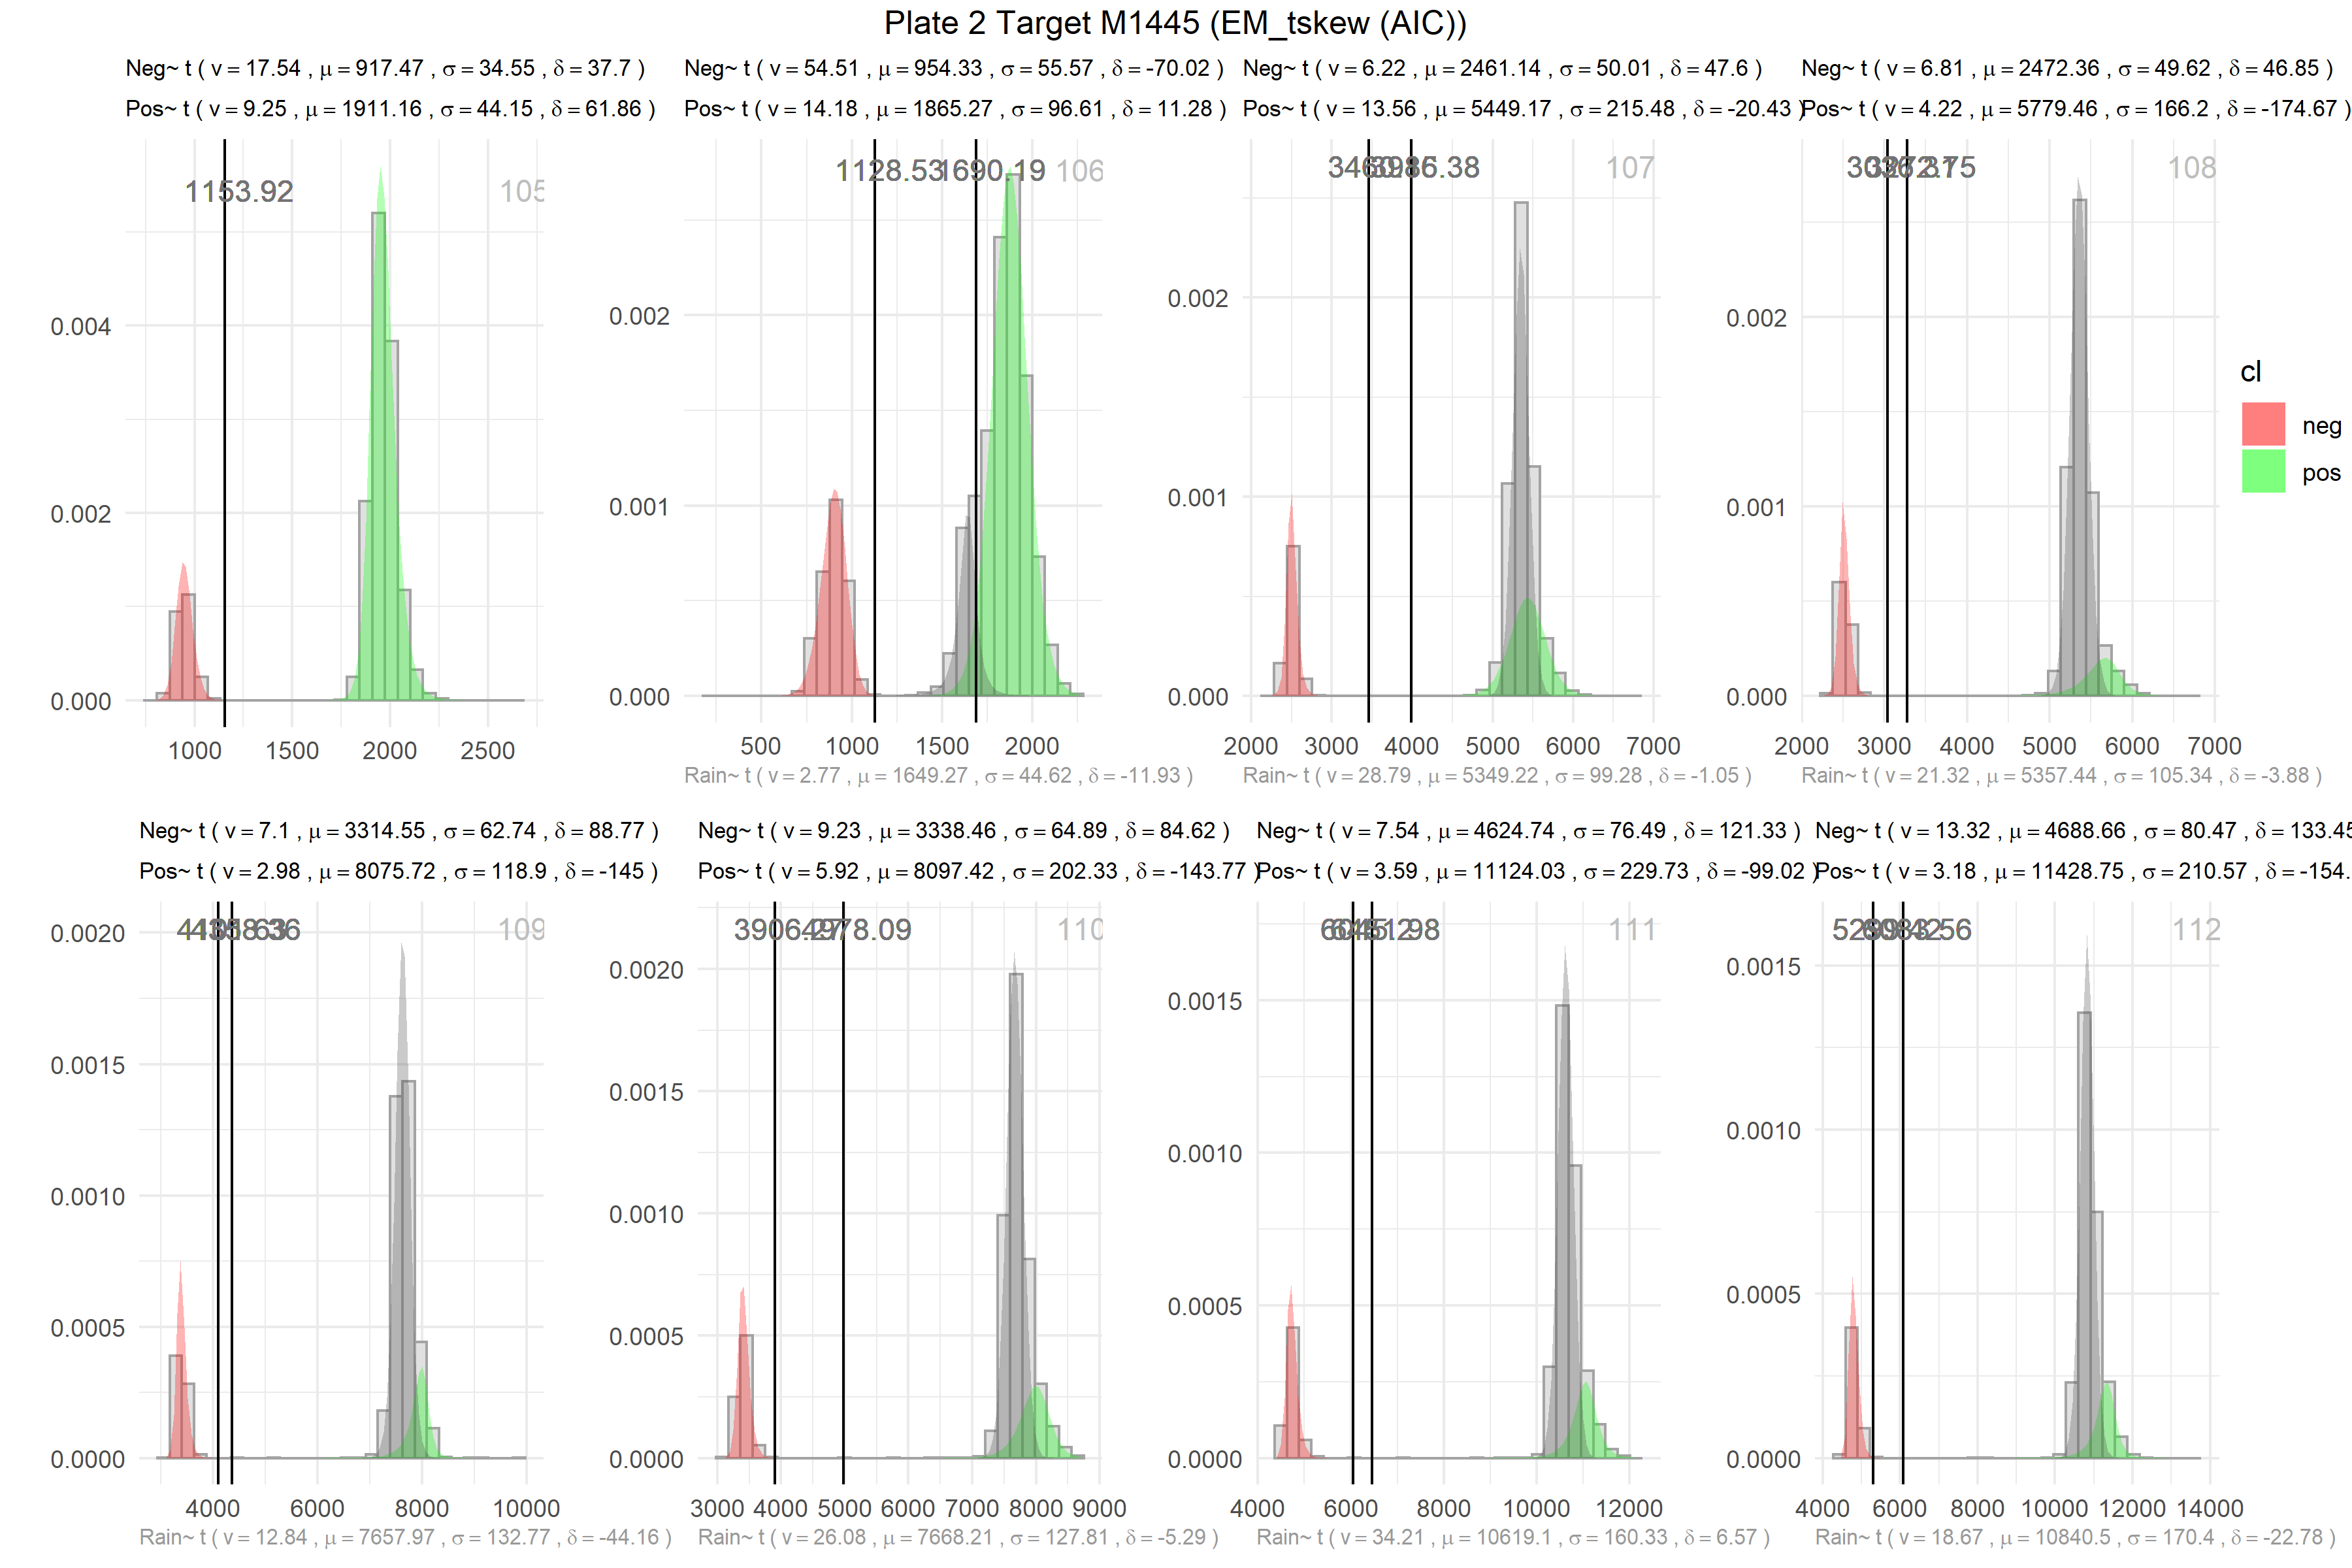 Plate 2 Target M1445 (EM_tskew (AIC))
Neg~ t ( ν = 17.54 , μ = 917.47 , σ = 34.55 , δ = 37.7 )
Pos~ t ( ν = 9.25 , μ = 1911.16 , σ = 44.15 , δ = 61.86 )
1153.92
105
0.004
0.002
0.000
1000 1500 2000 2500
Neg~ t ( ν = 54.51 , μ = 954.33 , σ = 55.57 , δ = -70.02 )
Pos~ t ( ν = 14.18 , μ = 1865.27 , σ = 96.61 , δ = 11.28 )
1128.53 1690.19
106
0.002
0.001
0.000
500 1000 1500 2000
Rain~ t ( ν = 2.77 , μ = 1649.27 , σ = 44.62 , δ = -11.93 )
Neg~ t ( ν = 6.22 , μ = 2461.14 , σ = 50.01 , δ = 47.6 )
Pos~ t ( ν = 13.56 , μ = 5449.17 , σ = 215.48 , δ = -20.43 )
107
0.002
0.001
0.000
2000 3000 4000 5000 6000 7000
Rain~ t ( ν = 28.79 , μ = 5349.22 , σ = 99.28 , δ = -1.05 )
Neg~ t ( ν = 6.81 , μ = 2472.36 , σ = 49.62 , δ = 46.85 )
Pos~ t ( ν = 4.22 , μ = 5779.46 , σ = 166.2 , δ = -174.67 )
108
0.002
0.001
0.000
2000 3000 4000 5000 6000 7000
Rain~ t ( ν = 21.32 , μ = 5357.44 , σ = 105.34 , δ = -3.88 )
cl
neg
pos
Neg~ t ( ν = 7.1 , μ = 3314.55 , σ = 62.74 , δ = 88.77 )
Pos~ t ( ν = 2.98 , μ = 8075.72 , σ = 118.9 , δ = -145 )
109
0.0020
0.0015
0.0010
0.0005
0.0000
4000 6000 8000 10000
Rain~ t ( ν = 12.84 , μ = 7657.97 , σ = 132.77 , δ = -44.16 )
Neg~ t ( ν = 9.23 , μ = 3338.46 , σ = 64.89 , δ = 84.62 )
Pos~ t ( ν = 5.92 , μ = 8097.42 , σ = 202.33 , δ = -143.77 )
110
0.0020
0.0015
0.0010
0.0005
0.0000
3000 4000 5000 6000 7000 8000 9000
Rain~ t ( ν = 26.08 , μ = 7668.21 , σ = 127.81 , δ = -5.29 )
Neg~ t ( ν = 7.54 , μ = 4624.74 , σ = 76.49 , δ = 121.33 )
Pos~ t ( ν = 3.59 , μ = 11124.03 , σ = 229.73 , δ = -99.02 )
111
0.0015
0.0010
0.0005
0.0000
4000 6000 8000 10000 12000
Rain~ t ( ν = 34.21 , μ = 10619.1 , σ = 160.33 , δ = 6.57 )
Neg~ t ( ν = 13.32 , μ = 4688.66 , σ = 80.47 , δ = 133.45
Pos~ t ( ν = 3.18 , μ = 11428.75 , σ = 210.57 , δ = -154.
112
0.0015
0.0010
0.0005
0.0000
4000 6000 8000 10000 12000 14000
Rain~ t ( ν = 18.67 , μ = 10840.5 , σ = 170.4 , δ = -22.78 )